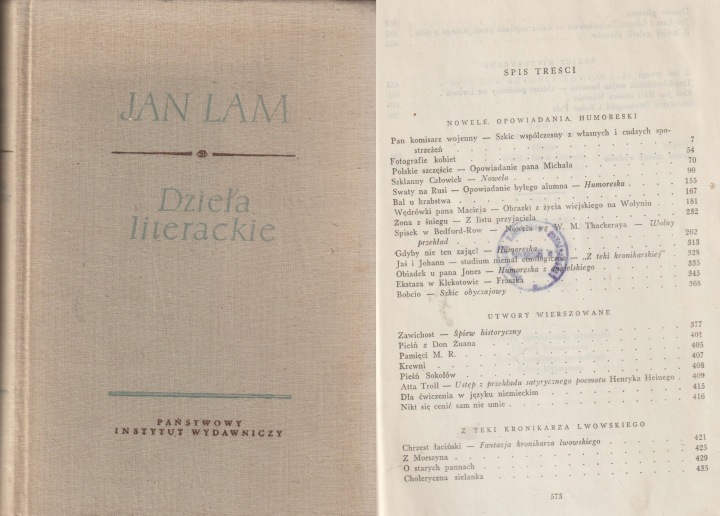 JAN LAM
Dzieła
literackie
PAŃSTWOWY
INSTYTUT WYDAWNICZY
SPIS TREŚCI
NOWELE, OPOWIADANIA, HUMORESKI
Pan komisarz wojenny — Szkic współczesny z własnych i cudzych spo-
strzeżeń 7
Fotografie kobiet 54
Polskie szczęście — Opowiadanie pana Michała 70
Szklanny Człowiek — Nowela 90
Swaty na Rusi — Opowiadanie byłego alumna — Humoreska 155
Bal u hrabstwa 167
Wędrówki pana Macieja — Obrazki z życia wiejskiego na Wołyniu 181
Żona z śniegu — Z listu przyjaciela 232
Spisek w Bedford-Row — Nowela W. M. Thackeraya — Wolny
przekład 262
Gdyby nie ten zając! — Humoreska 313
Jaś i Johann — studium niemal etnologiczne — „Z teki kronikarskiej" 328
Obiadek u pana Jones — Humoreska z angielskiego 335
Ekstaza w Klekotowie — Fraszka 345
Bobcio — Szkic obyczajowy 368
UTWORY WIERSZOWANE
Zawichost — Śpiew historyczny 377
Pieśń z Don Żuana 401
Pamięci M. R. 405
Krewni 407
Pieśń Sokołów 408
Atta Troll — Ustęp z przekładu satyrycznego poematu Henryka Heinego 409
Dla ćwiczenia w języku niemieckim 415
Nikt się cenić sam nie umie 416
Z TEKI KRONIKARZA LWOWSKIEGO
Chrzest łaciński — Fantazja kronikarza lwowskiego 421
Z Morszyna 425
O starych pannach 429
Choleryczna sielanka 435
573